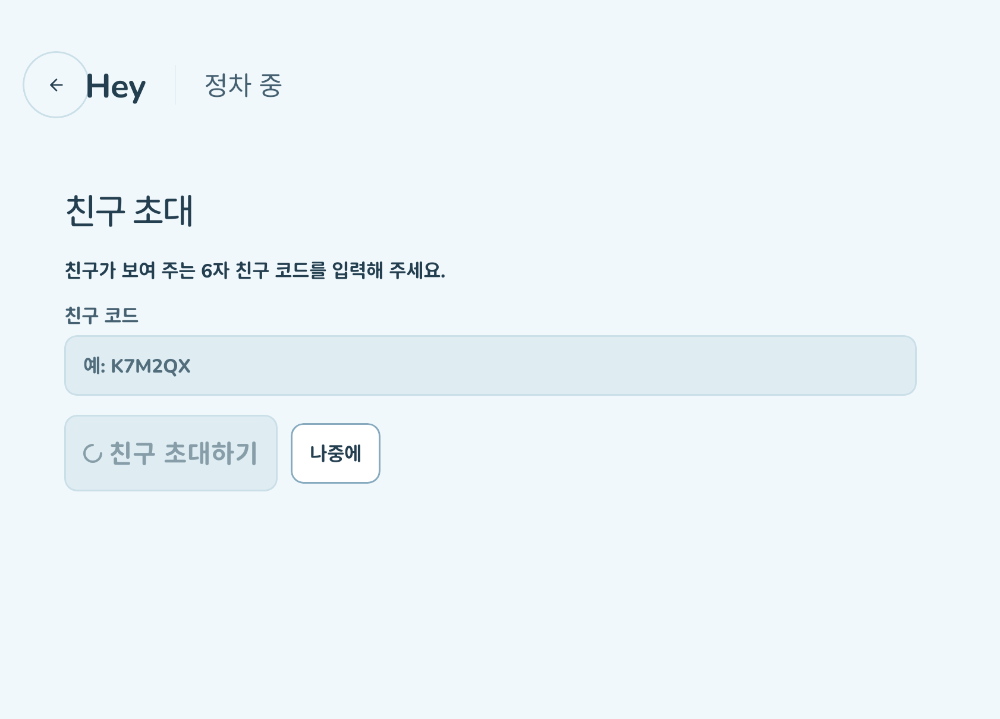 Hey
정차 중
친구 초대
친구가 보여 주는 6자 친구 코드를 입력해 주세요.
친구 코드
예: K7M2QX
친구 초대하기
나중에